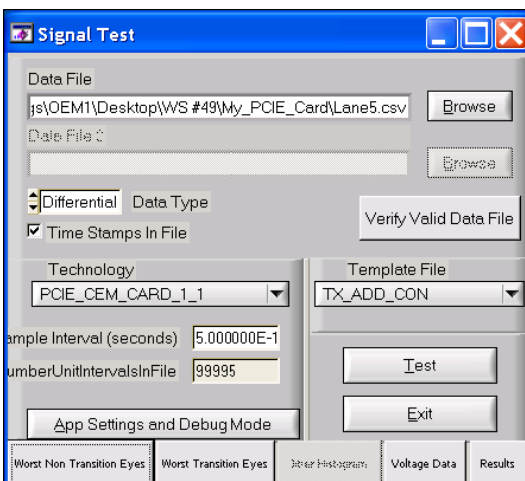 Signal Test
Data File
gs\OEM1\Desktop\WS #49\My_PCIE_Card\Lane5.csv
Browse
Data File 2
Browse
Differential Data Type
Time Stamps In File
Verify Valid Data File
Technology
Template File
PCIE_CEM_CARD_1_1
TX_ADD_CON
ample Interval (seconds) 5.000000E-1
umberUnitIntervalsInFile 99995
Test
App Settings and Debug Mode
Exit
Worst Non Transition Eyes
Worst Transition Eyes
Jitter Histogram
Voltage Data
Results